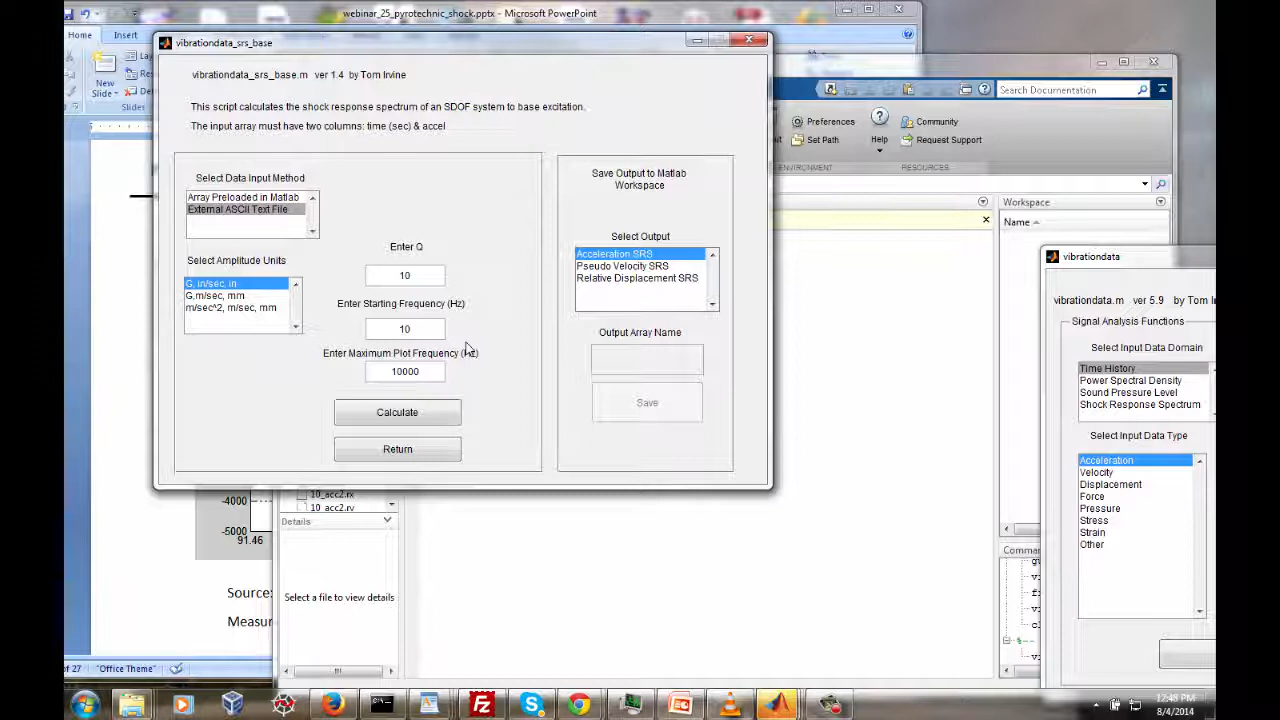 webinar_25_pyrotechnic_shock.pptx - Microsoft PowerPoint
Home
Insert
New
Slide
vibrationdata_srs_base
vibrationdata_srs_base.m ver 1.4 by Tom Irvine
This script calculates the shock response spectrum of an SDOF system to base excitation.
The input array must have two columns: time (sec) & accel
Select Data Input Method
Array Preloaded in Matlab
External ASCII Text File
Select Amplitude Units
G, in/sec, in
G,m/sec, mm
m/sec^2, m/sec, mm
Enter Q
10
Enter Starting Frequency (Hz)
10
Enter Maximum Plot Frequency (Hz)
10000
Calculate
Return
Save Output to Matlab
Workspace
Select Output
Acceleration SRS
Pseudo Velocity SRS
Relative Displacement SRS
Output Array Name
Save
Search Documentation
Preferences
Set Path
Help
Community
Request Support
RESOURCES
Workspace
Name
vibrationdata
vibrationdata.m ver 5.9 by Tom Ir
Signal Analysis Functions
Select Input Data Domain
Time History
Power Spectral Density
Sound Pressure Level
Shock Response Spectrum
Select Input Data Type
Acceleration
Velocity
Displacement
Force
Pressure
Stress
Strain
Other
10_acc2.rx
10_acc2.rv
Details
Select a file to view details
-4000
-5000
91.46
Source:
Measur
of 27
"Office Theme"
12:48 PM
8/4/2014